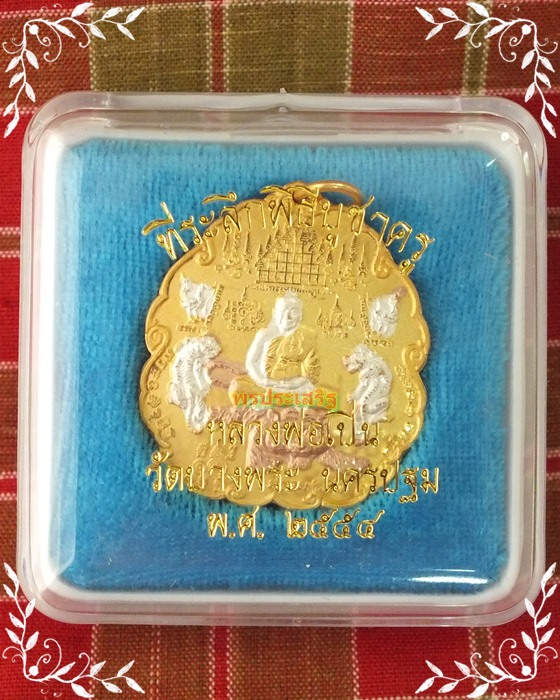 ที่ระลึกพิธีบูชาครู
พรประเสริฐ
หลวงพ่อเปิ่น
วัดบางพระ นครปฐม
พ.ศ. ๒๕๕๔